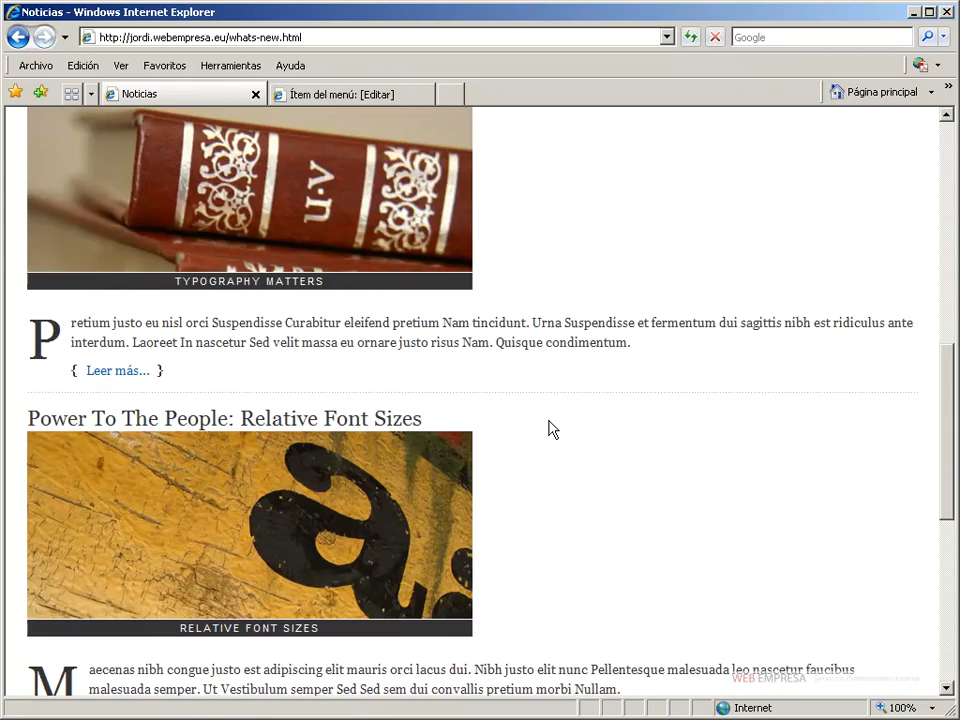 Noticias - Windows Internet Explorer
http://jordi.webempresa.eu/whats-new.html
Google
Archivo Edición Ver Favoritos Herramientas Ayuda
Noticias
Ítem del menú: [Editar]
Página principal
U·V
TYPOGRAPHY MATTERS
Pretium justo eu nisl orci Suspendisse Curabitur eleifend pretium Nam tincidunt. Urna Suspendisse et fermentum dui sagittis nibh est ridiculus ante
interdum. Laoreet In nascetur Sed velit massa eu ornare justo risus Nam. Quisque condimentum.
{ Leer más... }
Power To The People: Relative Font Sizes
a
RELATIVE FONT SIZES
Maecenas nibh congue justo est adipiscing elit mauris orci lacus dui. Nibh justo elit nunc Pellentesque malesuada leo nascetur faucibus
malesuada semper. Ut Vestibulum semper Sed Sed sem dui convallis pretium morbi Nullam.
WEB EMPRESA
Internet
100%